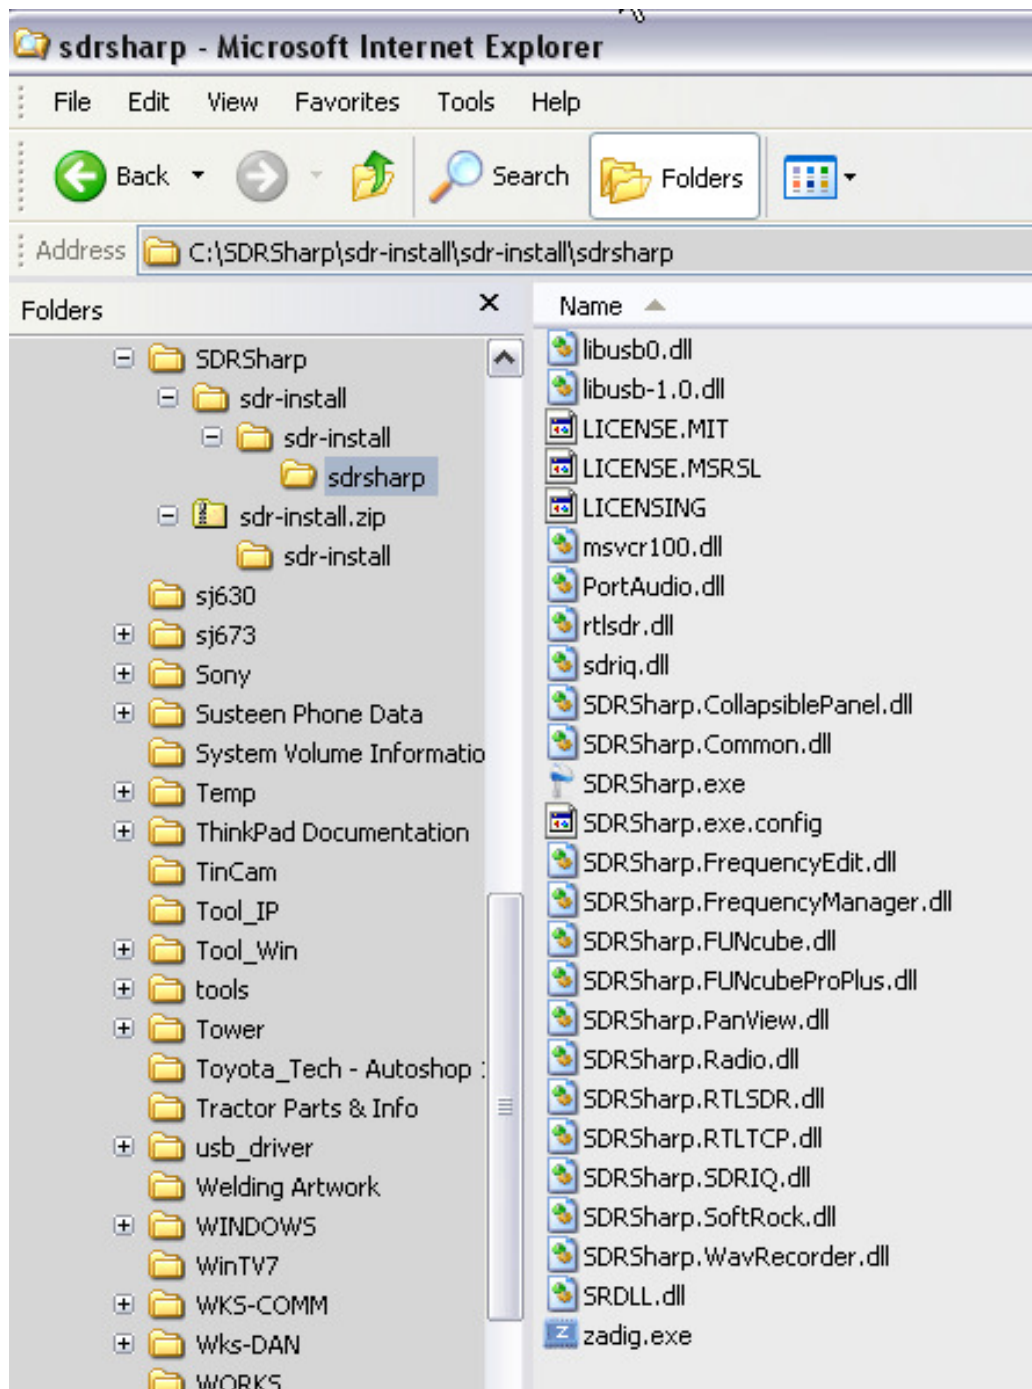 sdrsharp - Microsoft Internet Explorer
File Edit View Favorites Tools Help
Back Search Folders
Address C:\SDRSharp\sdr-install\sdr-install\sdrsharp
Folders
SDRSharp
sdr-install
sdr-install
sdrsharp
sdr-install.zip
sdr-install
sj630
sj673
Sony
Susteen Phone Data
System Volume Informatio
Temp
ThinkPad Documentation
TinCam
Tool_IP
Tool_Win
tools
Tower
Toyota_Tech - Autoshop
Tractor Parts & Info
usb_driver
Welding Artwork
WINDOWS
WinTV7
WKS-COMM
Wks-DAN
WORKS
Name
libusb0.dll
libusb-1.0.dll
LICENSE.MIT
LICENSE.MSRSL
LICENSING
msvcr100.dll
PortAudio.dll
rtlsdr.dll
sdriq.dll
SDRSharp.CollapsiblePanel.dll
SDRSharp.Common.dll
SDRSharp.exe
SDRSharp.exe.config
SDRSharp.FrequencyEdit.dll
SDRSharp.FrequencyManager.dll
SDRSharp.FUNcube.dll
SDRSharp.FUNcubeProPlus.dll
SDRSharp.PanView.dll
SDRSharp.Radio.dll
SDRSharp.RTLSDR.dll
SDRSharp.RTLTCP.dll
SDRSharp.SDRIQ.dll
SDRSharp.SoftRock.dll
SDRSharp.WavRecorder.dll
SRDLL.dll
zadig.exe